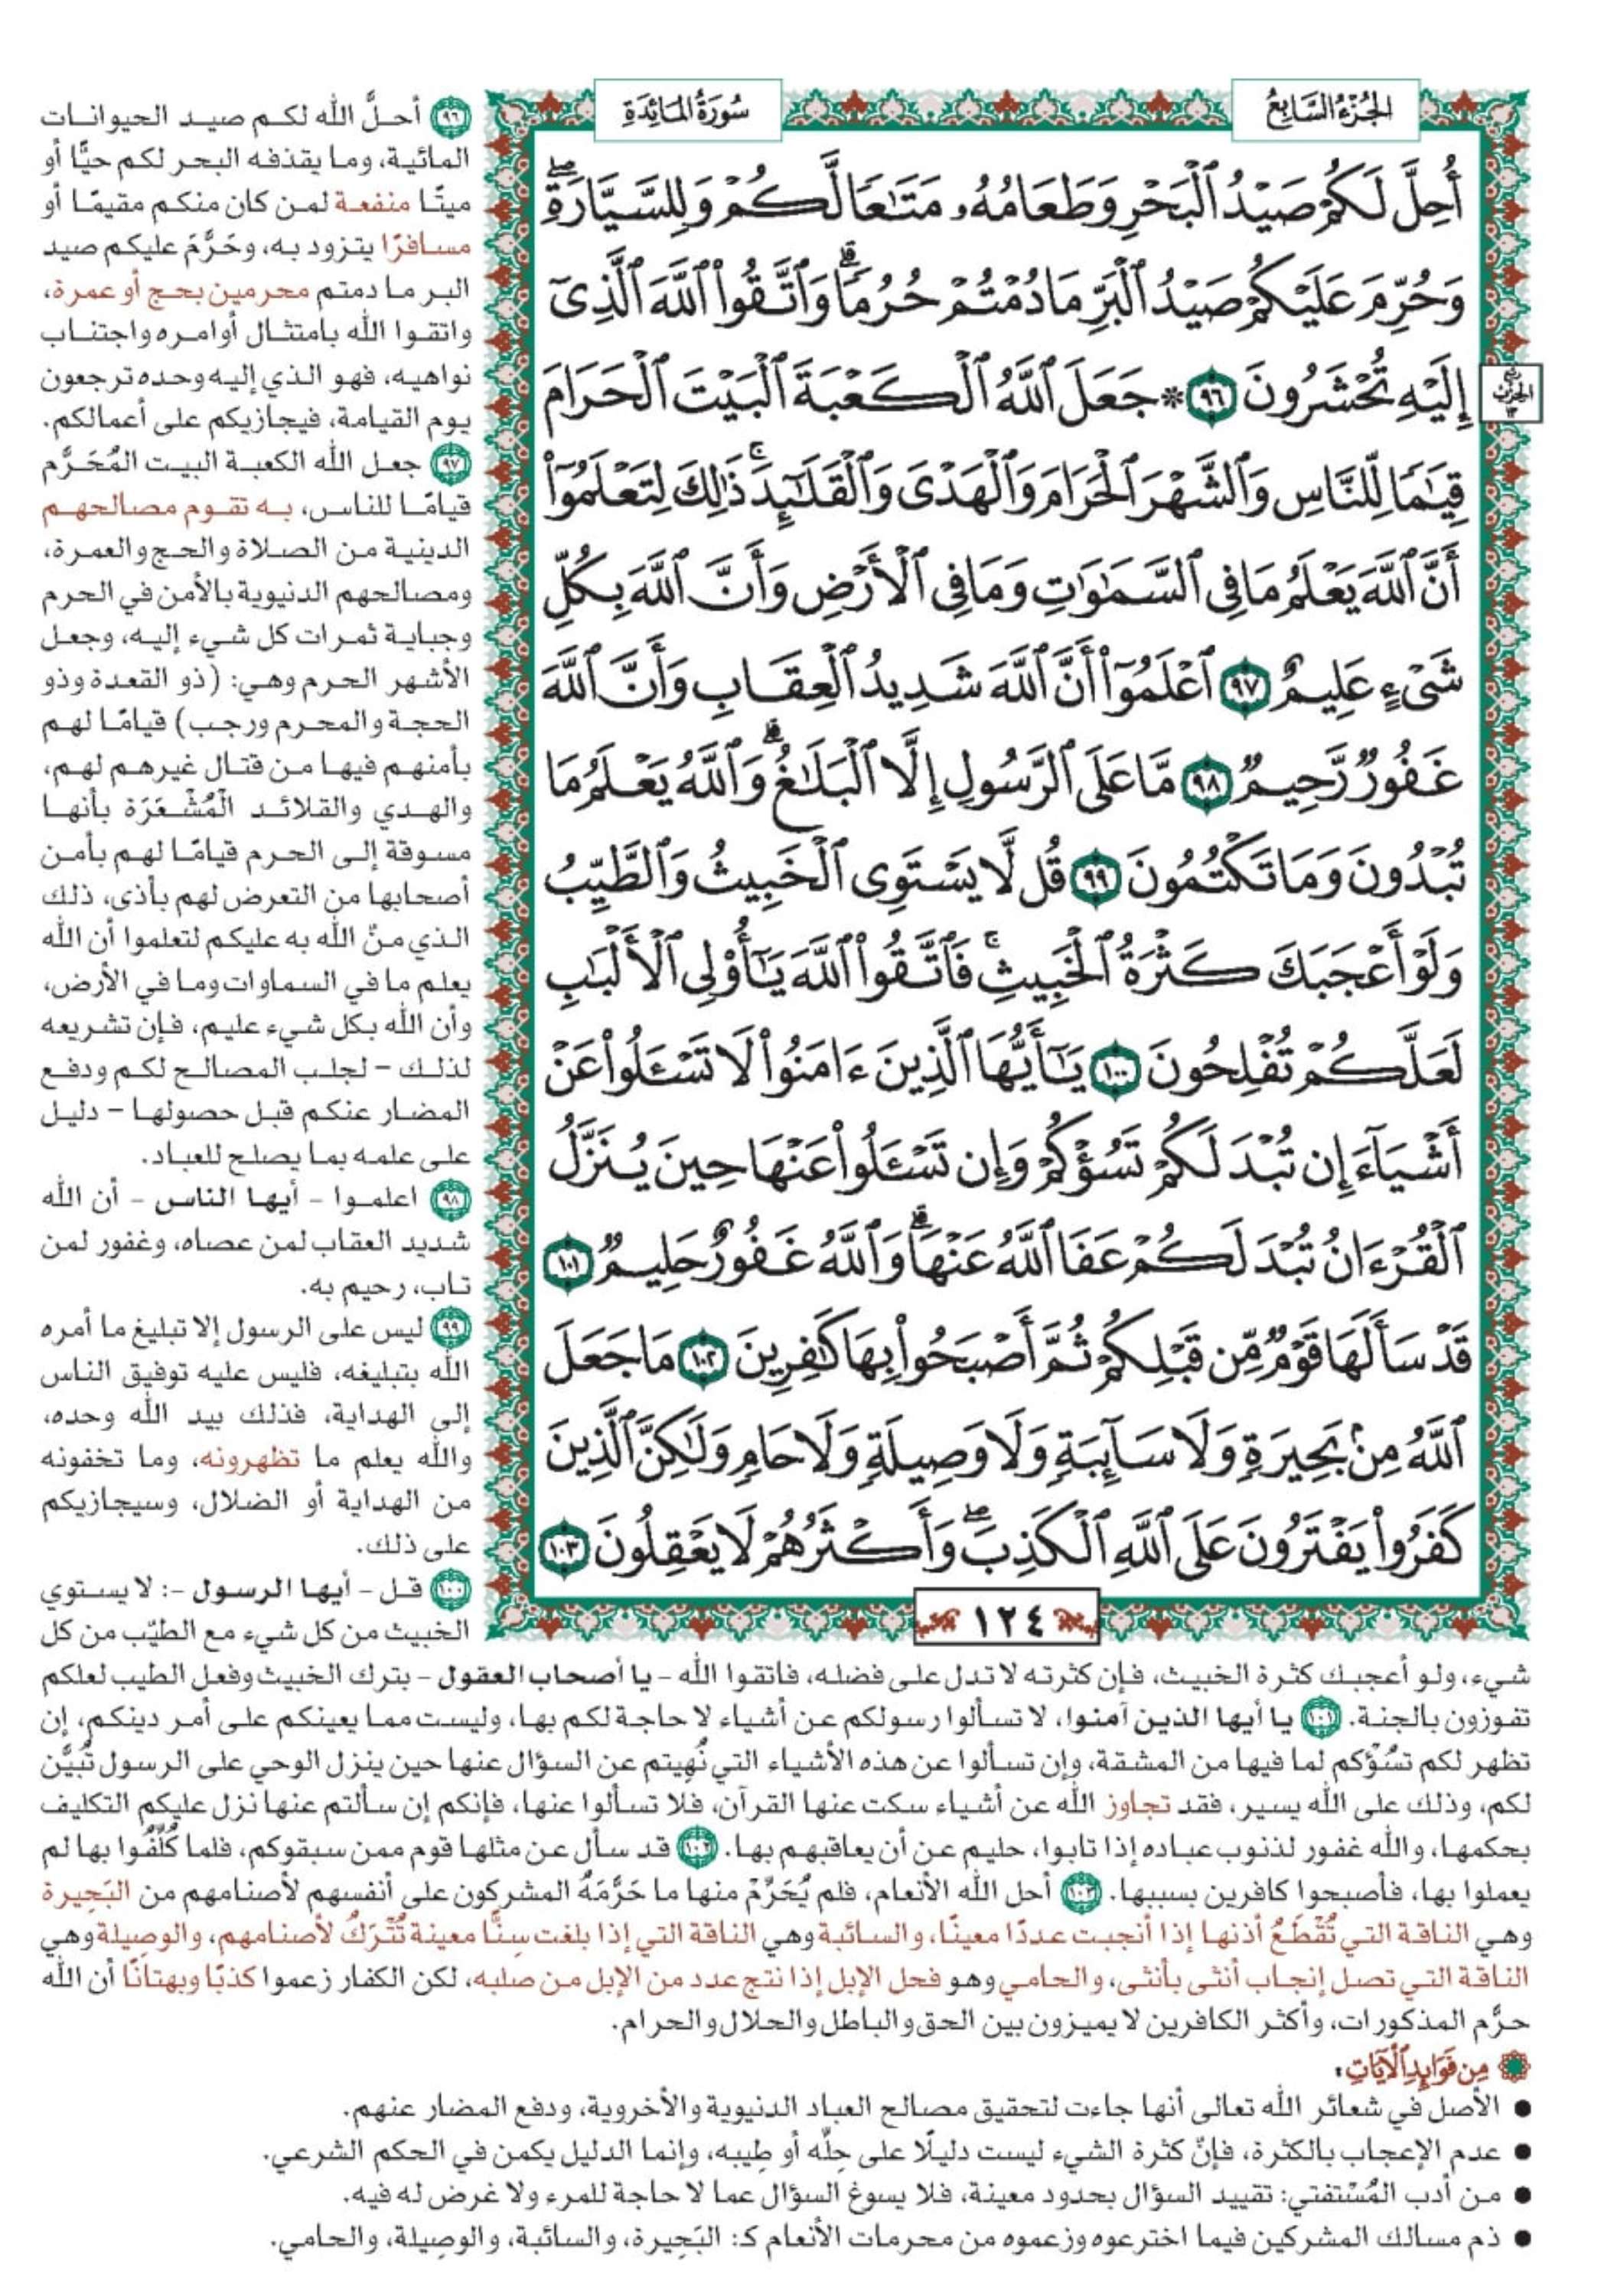 الجُزْءُ السَّابِعُ
سُورَةُ المَائِدَةِ
أُحِلَّ لَكُمْ صَيْدُ ٱلْبَحْرِ وَطَعَامُهُۥ مَتَٰعًا لَّكُمْ وَلِلسَّيَّارَةِۖ
وَحُرِّمَ عَلَيْكُمْ صَيْدُ ٱلْبَرِّ مَا دُمْتُمْ حُرُمًاۗ وَٱتَّقُوا۟ ٱللَّهَ ٱلَّذِىٓ
إِلَيْهِ تُحْشَرُونَ ٩٦ * جَعَلَ ٱللَّهُ ٱلْكَعْبَةَ ٱلْبَيْتَ ٱلْحَرَامَ
قِيَٰمًا لِّلنَّاسِ وَٱلشَّهْرَ ٱلْحَرَامَ وَٱلْهَدْىَ وَٱلْقَلَٰٓئِدَۚ ذَٰلِكَ لِتَعْلَمُوٓا۟
أَنَّ ٱللَّهَ يَعْلَمُ مَا فِى ٱلسَّمَٰوَٰتِ وَمَا فِى ٱلْأَرْضِ وَأَنَّ ٱللَّهَ بِكُلِّ
شَىْءٍ عَلِيمٌ ٩٧ ٱعْلَمُوٓا۟ أَنَّ ٱللَّهَ شَدِيدُ ٱلْعِقَابِ وَأَنَّ ٱللَّهَ
غَفُورٌ رَّحِيمٌ ٩٨ مَّا عَلَى ٱلرَّسُولِ إِلَّا ٱلْبَلَٰغُۗ وَٱللَّهُ يَعْلَمُ مَا
تُبْدُونَ وَمَا تَكْتُمُونَ ٩٩ قُل لَّا يَسْتَوِى ٱلْخَبِيثُ وَٱلطَّيِّبُ
وَلَوْ أَعْجَبَكَ كَثْرَةُ ٱلْخَبِيثِۚ فَٱتَّقُوا۟ ٱللَّهَ يَٰٓأُو۟لِى ٱلْأَلْبَٰبِ
لَعَلَّكُمْ تُفْلِحُونَ ١٠٠ يَٰٓأَيُّهَا ٱلَّذِينَ ءَامَنُوا۟ لَا تَسْـَٔلُوا۟ عَنْ
أَشْيَآءَ إِن تُبْدَ لَكُمْ تَسُؤْكُمْ وَإِن تَسْـَٔلُوا۟ عَنْهَا حِينَ يُنَزَّلُ
ٱلْقُرْءَانُ تُبْدَ لَكُمْ عَفَا ٱللَّهُ عَنْهَاۗ وَٱللَّهُ غَفُورٌ حَلِيمٌ ١٠١
قَدْ سَأَلَهَا قَوْمٌ مِّن قَبْلِكُمْ ثُمَّ أَصْبَحُوا۟ بِهَا كَٰفِرِينَ ١٠٢ مَا جَعَلَ
ٱللَّهُ مِنۢ بَحِيرَةٍ وَلَا سَآئِبَةٍ وَلَا وَصِيلَةٍ وَلَا حَامٍ وَلَٰكِنَّ ٱلَّذِينَ
كَفَرُوا۟ يَفْتَرُونَ عَلَى ٱللَّهِ ٱلْكَذِبَۖ وَأَكْثَرُهُمْ لَا يَعْقِلُونَ ١٠٣
١٢٤
٩٦ أحلَّ الله لكم صيد الحيوانات
المائية، وما يقذفه البحر لكم حيًّا أو
ميتًا منفعة لمن كان منكم مقيمًا أو
مسافرًا يتزود به، وحَرَّمَ عليكم صيد
البر ما دمتم محرمين بحج أو عمرة،
واتقوا الله بامتثال أوامره واجتناب
نواهيه، فهو الذي إليه وحده ترجعون
يوم القيامة، فيجازيكم على أعمالكم.
٩٧ جعل الله الكعبة البيت المُحَرَّم
قيامًا للناس، به تقوم مصالحهم
الدينية من الصلاة والحج والعمرة،
ومصالحهم الدنيوية بالأمن في الحرم
وجباية ثمرات كل شيء إليه، وجعل
الأشهر الحرم وهي: (ذو القعدة وذو
الحجة والمحرم ورجب) قيامًا لهم
بأمنهم فيها من قتال غيرهم لهم،
والهدي والقلائد الْمُشْعَرَة بأنها
مسوقة إلى الحرم قيامًا لهم بأمن
أصحابها من التعرض لهم بأذى، ذلك
الذي منَّ الله به عليكم لتعلموا أن الله
يعلم ما في السماوات وما في الأرض،
وأن الله بكل شيء عليم، فإن تشريعه
لذلك – لجلب المصالح لكم ودفع
المضار عنكم قبل حصولها – دليل
على علمه بما يصلح للعباد.
٩٨ اعلموا – أيها الناس – أن الله
شديد العقاب لمن عصاه، وغفور لمن
تاب، رحيم به.
٩٩ ليس على الرسول إلا تبليغ ما أمره
الله بتبليغه، فليس عليه توفيق الناس
إلى الهداية، فذلك بيد الله وحده،
والله يعلم ما تظهرونه، وما تخفونه
من الهداية أو الضلال، وسيجازيكم
على ذلك.
١٠٠ قل – أيها الرسول –: لا يستوي
الخبيث من كل شيء مع الطيّب من كل
شيء، ولو أعجبك كثرة الخبيث، فإن كثرته لا تدل على فضله، فاتقوا الله – يا أصحاب العقول – بترك الخبيث وفعل الطيب لعلكم
تفوزون بالجنة. ١٠١ يا أيها الذين آمنوا، لا تسألوا رسولكم عن أشياء لا حاجة لكم بها، وليست مما يعينكم على أمر دينكم، إن
تظهر لكم تسُؤْكم لما فيها من المشقة، وإن تسألوا عن هذه الأشياء التي نُهِيتم عن السؤال عنها حين ينزل الوحي على الرسول تُبيَّن
لكم، وذلك على الله يسير، فقد تجاوز الله عن أشياء سكت عنها القرآن، فلا تسألوا عنها، فإنكم إن سألتم عنها نزل عليكم التكليف
بحكمها، والله غفور لذنوب عباده إذا تابوا، حليم عن أن يعاقبهم بها. ١٠٢ قد سأل عن مثلها قوم ممن سبقوكم، فلما كُلِّفُوا بها لم
يعملوا بها، فأصبحوا كافرين بسببها. ١٠٣ أحل الله الأنعام، فلم يُحَرِّمْ منها ما حَرَّمَهُ المشركون على أنفسهم لأصنامهم من البَحِيرة
وهي الناقة التي تُقْطَعُ أذنها إذا أنجبت عددًا معينًا، والسائبة وهي الناقة التي إذا بلغت سِنًّا معينة تُتْرَكُ لأصنامهم، والوصِيلة وهي
الناقة التي تصل إنجاب أنثى بأنثى، والحامي وهو فحل الإبل إذا نتج عدد من الإبل من صلبه، لكن الكفار زعموا كذبًا وبهتانًا أن الله
حرَّم المذكورات، وأكثر الكافرين لا يميزون بين الحق والباطل والحلال والحرام.
مِن فَوَائِدِ ٱلْآيَاتِ:
● الأصل في شعائر الله تعالى أنها جاءت لتحقيق مصالح العباد الدنيوية والأخروية، ودفع المضار عنهم.
● عدم الإعجاب بالكثرة، فإنّ كثرة الشيء ليست دليلًا على حِلِّه أو طِيبه، وإنما الدليل يكمن في الحكم الشرعي.
● من أدب المُسْتفتي: تقييد السؤال بحدود معينة، فلا يسوغ السؤال عما لا حاجة للمرء ولا غرض له فيه.
● ذم مسالك المشركين فيما اخترعوه وزعموه من محرمات الأنعام كـ: البَحِيرة، والسائبة، والوصِيلة، والحامي.